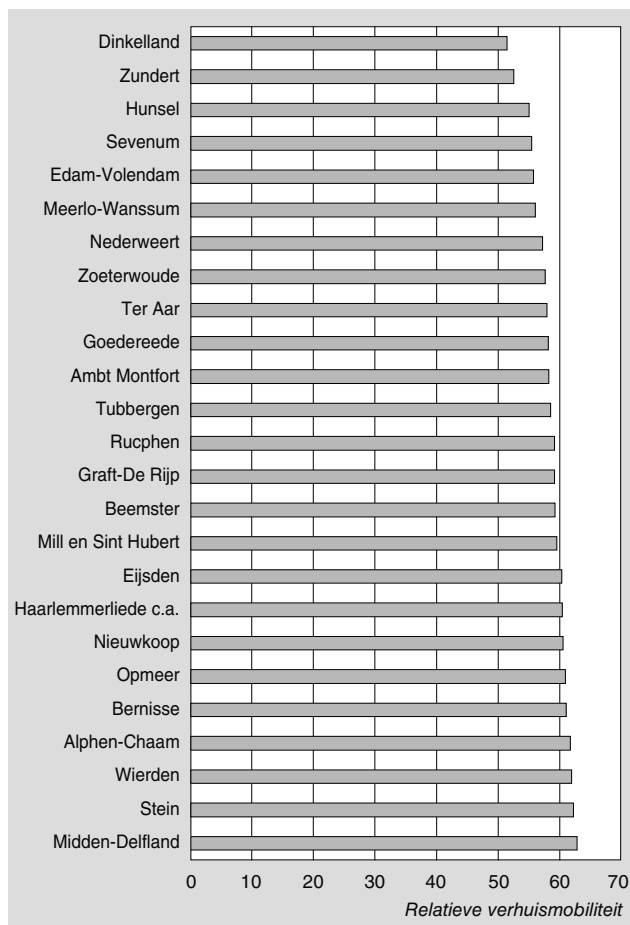 Dinkelland
Zundert
Hunsel
Sevenum
Edam-Volendam
Meerlo-Wanssum
Nederweert
Zoeterwoude
Ter Aar
Goedereede
Ambt Montfort
Tubbergen
Rucphen
Graft-De Rijp
Beemster
Mill en Sint Hubert
Eijsden
Haarlemmerliede c.a.
Nieuwkoop
Opmeer
Bernisse
Alphen-Chaam
Wierden
Stein
Midden-Delfland
0 10 20 30 40 50 60 70
Relatieve verhuismobiliteit